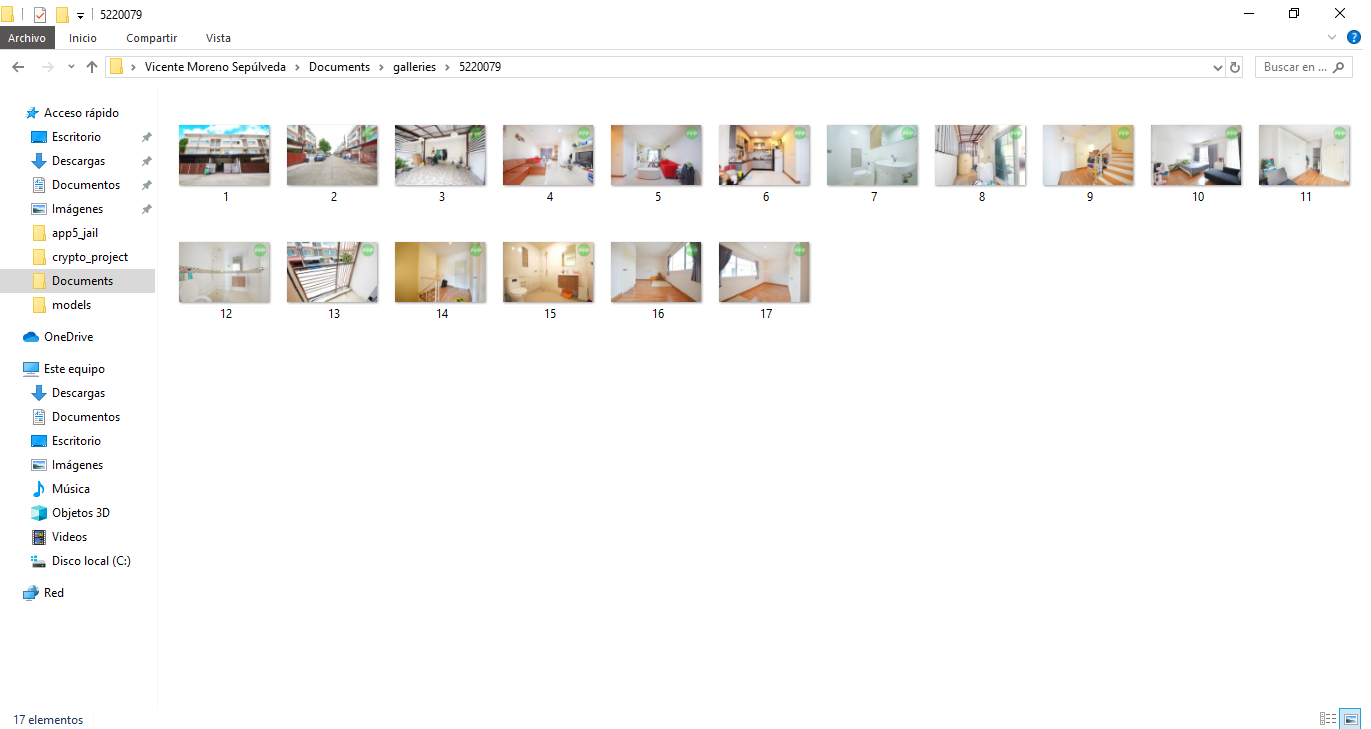 5220079
Archivo Inicio Compartir Vista
Vicente Moreno Sepúlveda Documents galleries 5220079
Buscar en ...
Acceso rápido
Escritorio
Descargas
Documentos
Imágenes
app5_jail
crypto_project
Documents
models
OneDrive
Este equipo
Descargas
Documentos
Escritorio
Imágenes
Música
Objetos 3D
Videos
Disco local (C:)
Red
1 2 3 4 5 6 7 8 9 10 11
12 13 14 15 16 17
17 elementos